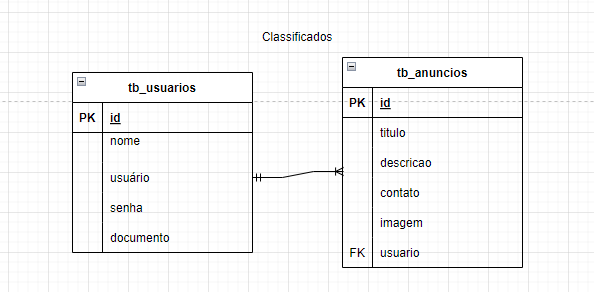 Classificados
tb_usuarios
PK id
nome
usuário
senha
documento
tb_anuncios
PK id
titulo
descricao
contato
imagem
FK usuario